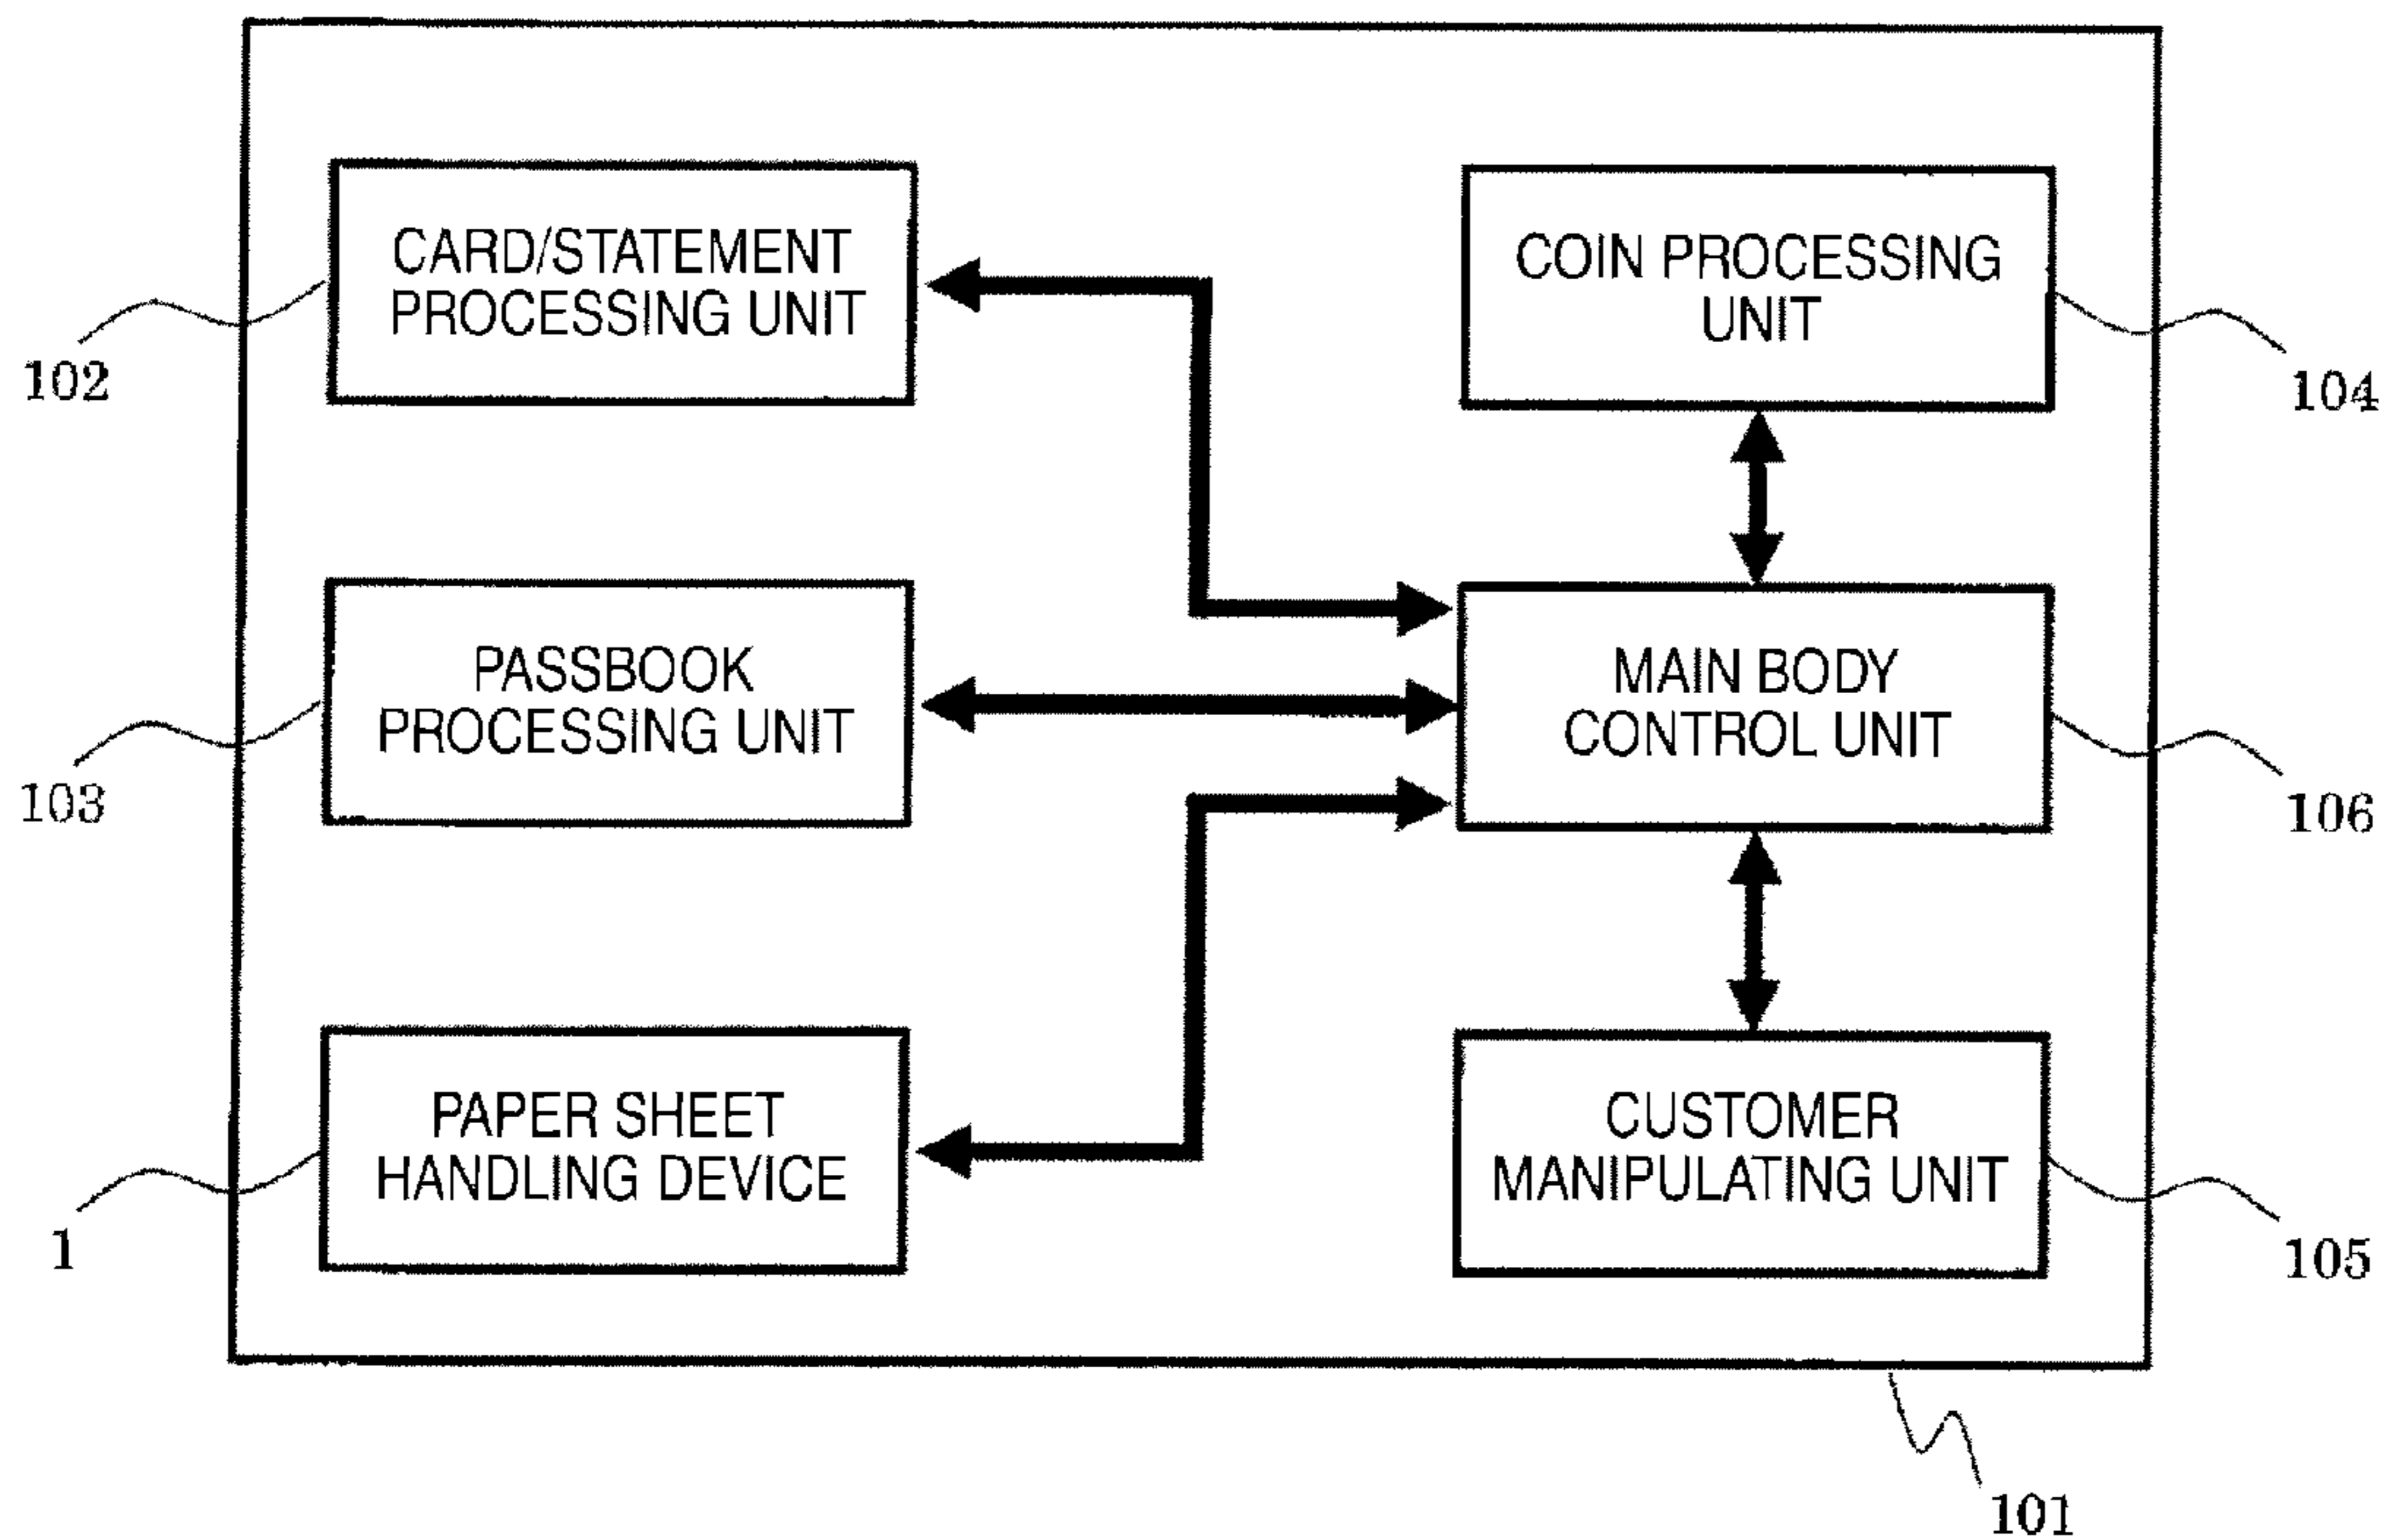 CARD/STATEMENT
PROCESSING UNIT
102
COIN PROCESSING
UNIT
104
PASSBOOK
PROCESSING UNIT
103
MAIN BODY
CONTROL UNIT
106
PAPER SHEET
HANDLING DEVICE
1
CUSTOMER
MANIPULATING UNIT
105
101